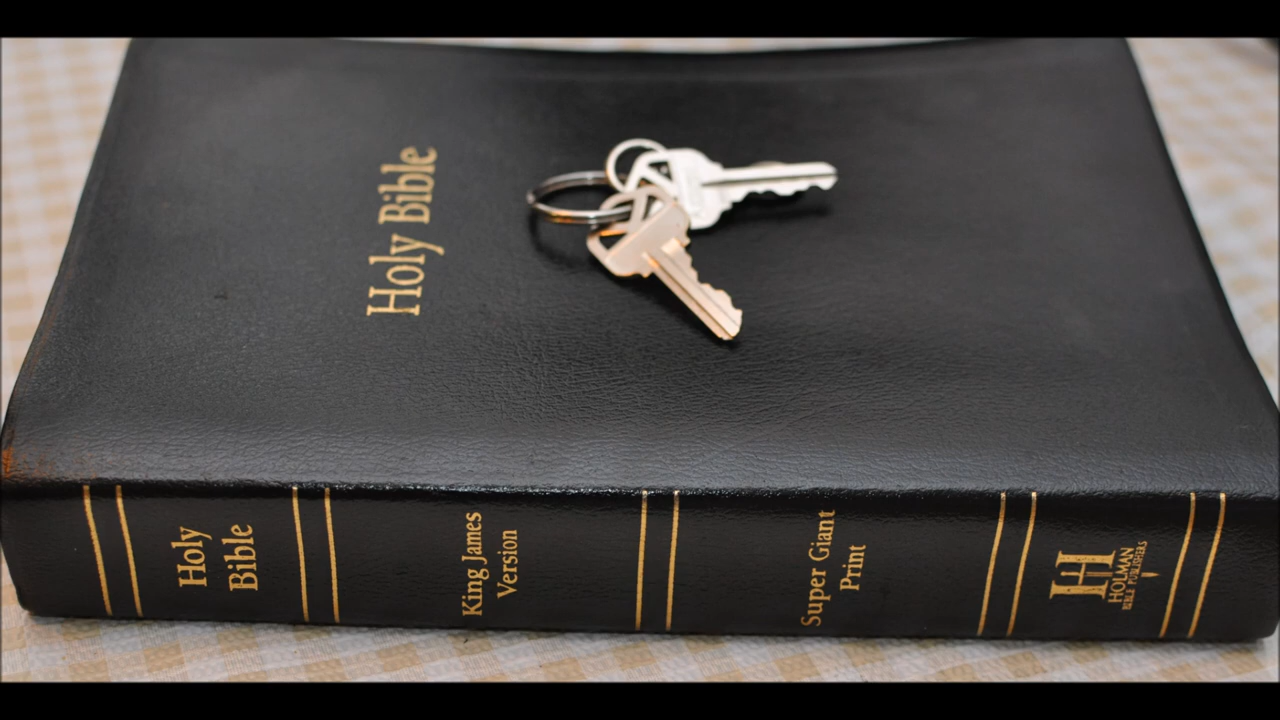 Holy Bible
Holy
Bible
King James
Version
Super Giant
Print
H
HOLMAN
BIBLE PUBLISHERS